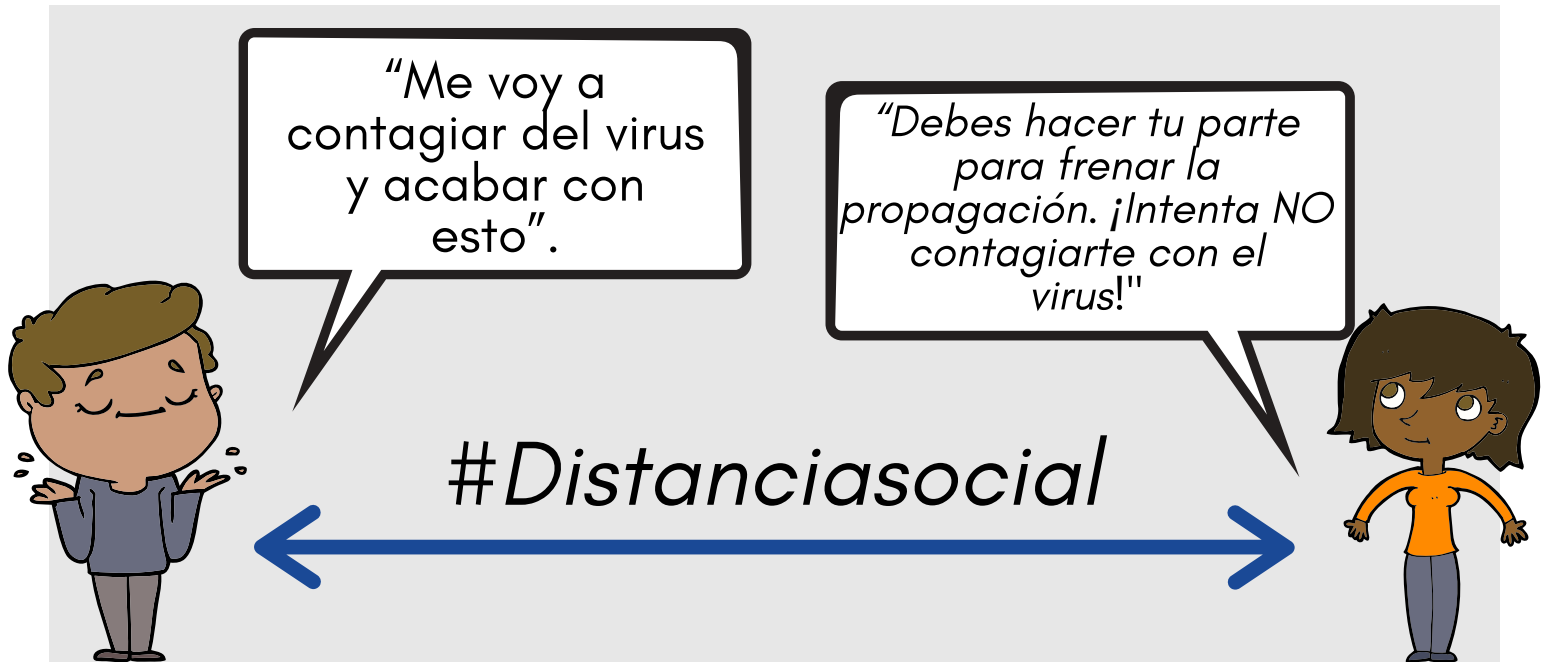 “Me voy a
contagiar del virus
y acabar con
esto”.
“Debes hacer tu parte
para frenar la
propagación. ¡Intenta NO
contagiarte con el
virus!"
#Distanciasocial